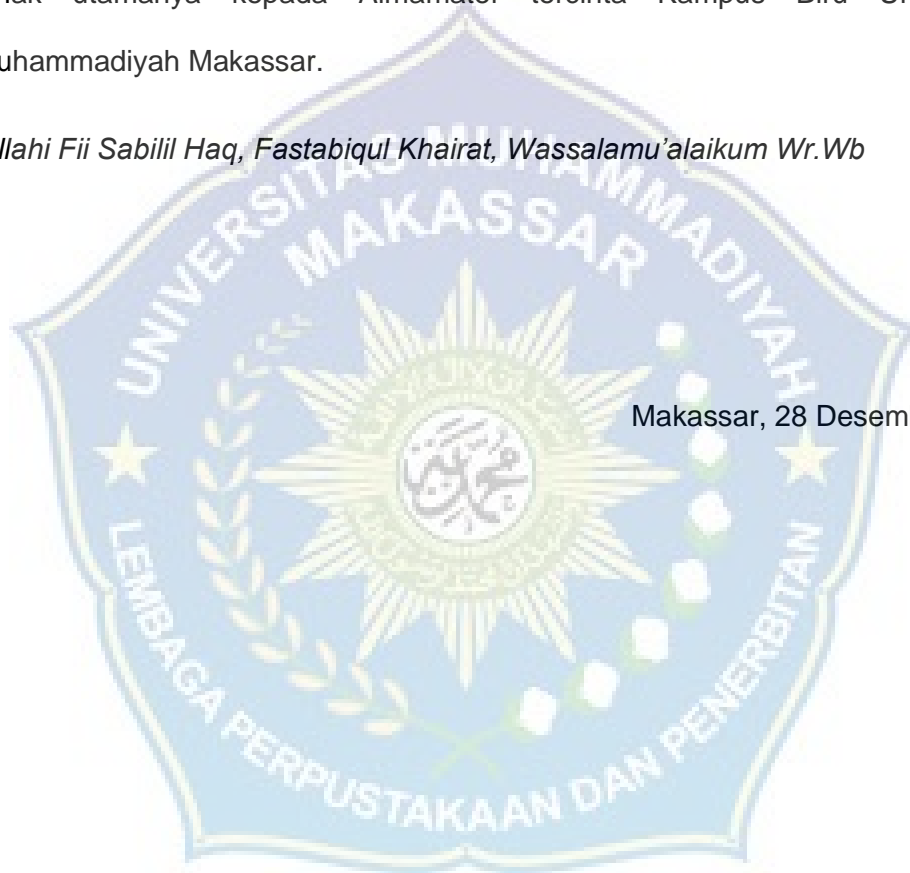 utamanya kepada Almamater tercinta Kampus Biru
uhammadiyah Makassar.
llahi Fii Sabilil Haq, Fastabiqul Khairat, Wassalamu’alaikum Wr.Wb
UNIVERSITAS MUHAMMADIYAH
MAKASSAR
Makassar, 28 Desem
محمدية
LEMBAGA PERPUSTAKAAN DAN PENERBITAN